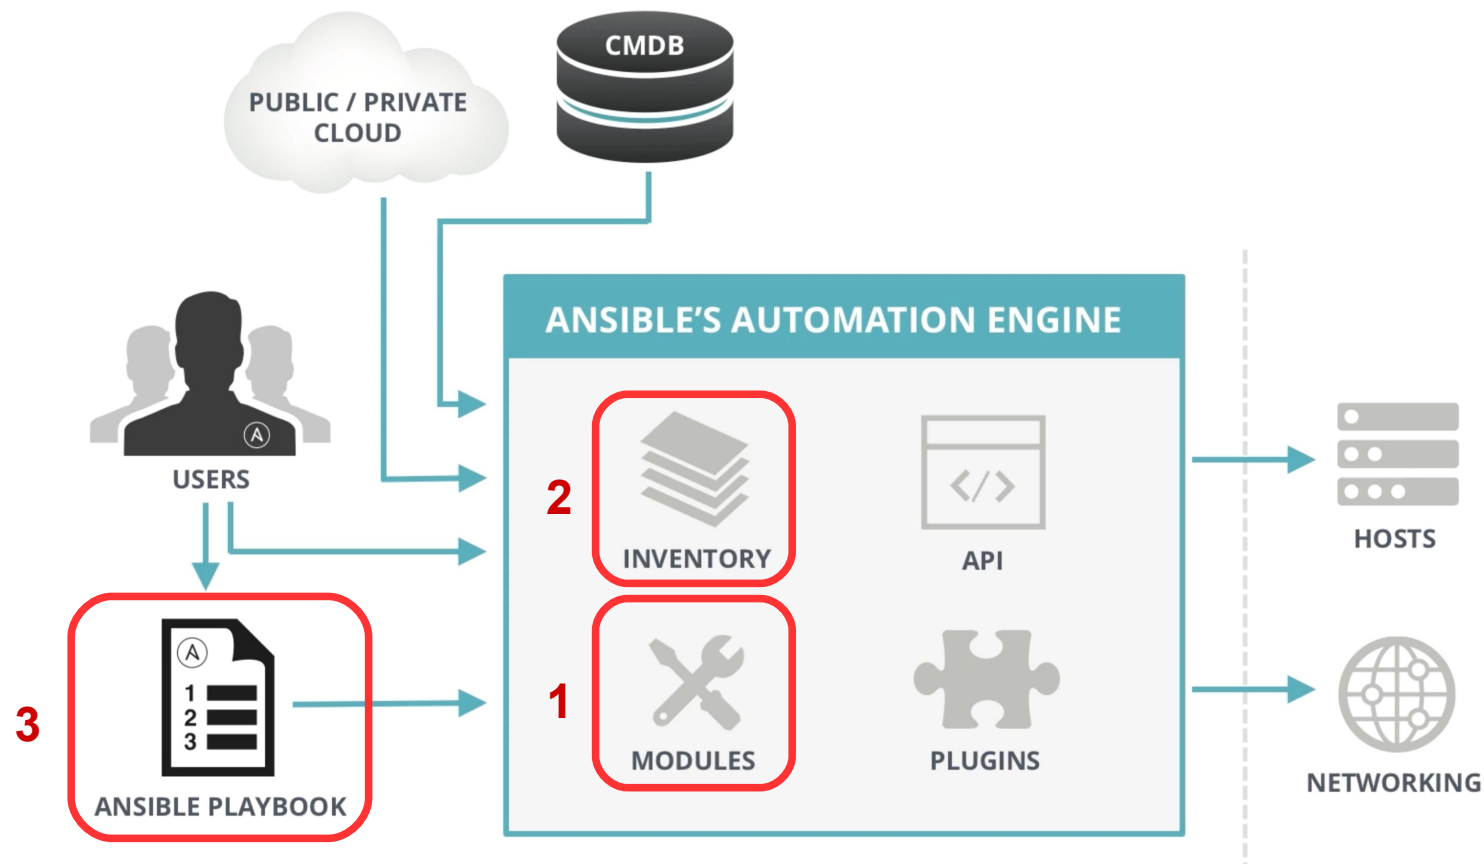 CMDB
PUBLIC / PRIVATE
CLOUD
ANSIBLE'S AUTOMATION ENGINE
USERS
2
INVENTORY
API
HOSTS
1
2
3
3
ANSIBLE PLAYBOOK
1
MODULES
PLUGINS
NETWORKING